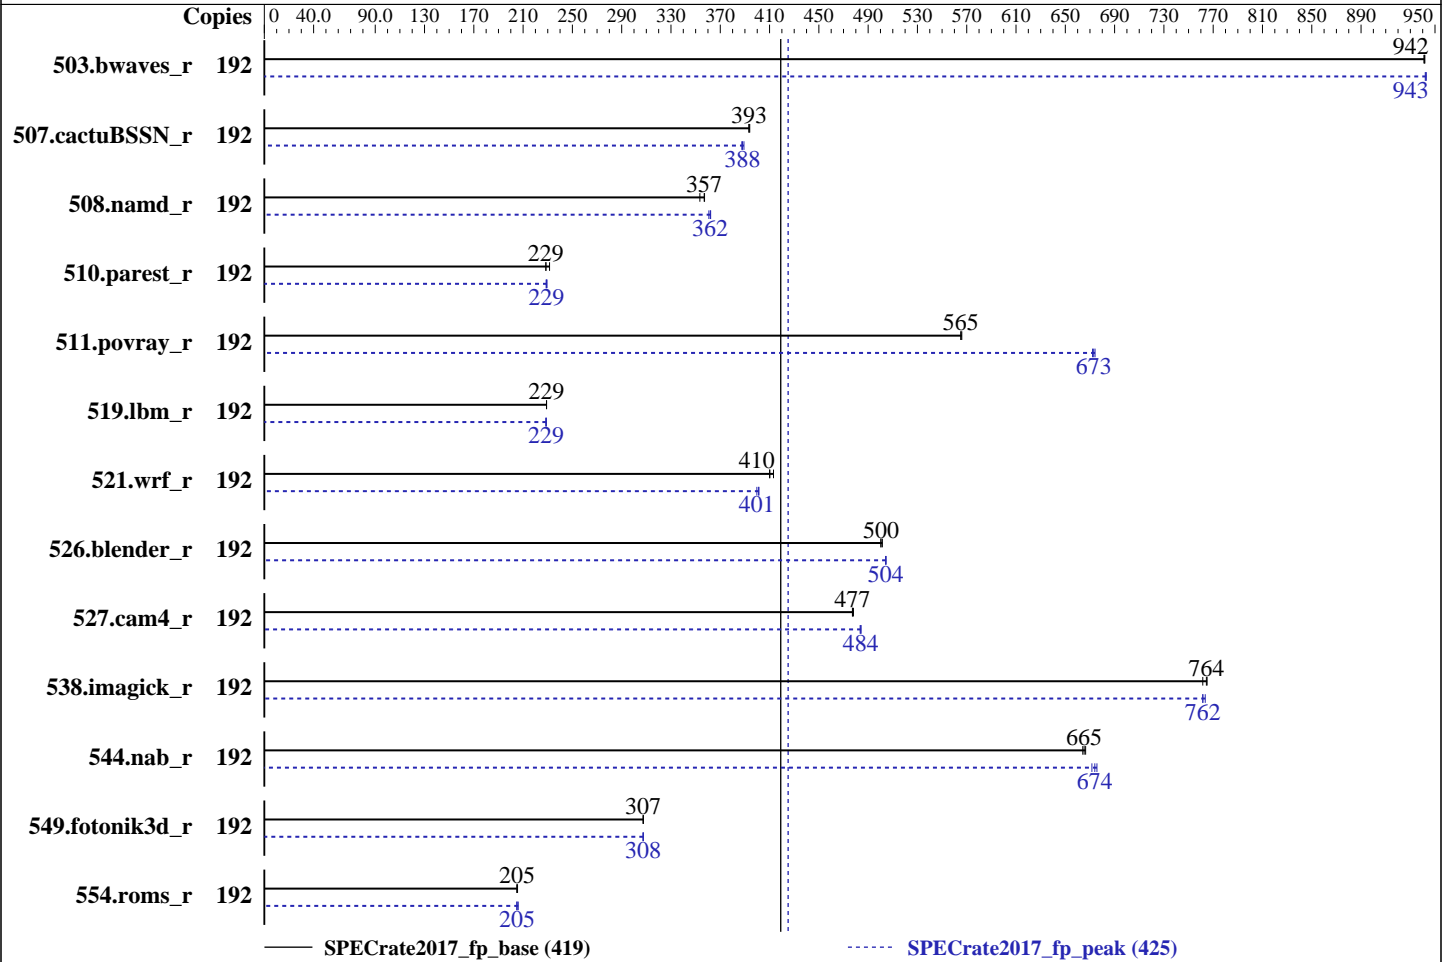 Copies 0 40.0 90.0 130 170 210 250 290 330 370 410 450 490 530 570 610 650 690 730 770 810 850 890 950
942
503.bwaves_r 192
943
393
507.cactuBSSN_r 192
388
357
508.namd_r 192
362
229
510.parest_r 192
229
565
511.povray_r 192
673
229
519.lbm_r 192
229
410
521.wrf_r 192
401
500
526.blender_r 192
504
477
527.cam4_r 192
484
764
538.imagick_r 192
762
665
544.nab_r 192
674
307
549.fotonik3d_r 192
308
205
554.roms_r 192
205
SPECrate2017_fp_base (419) SPECrate2017_fp_peak (425)